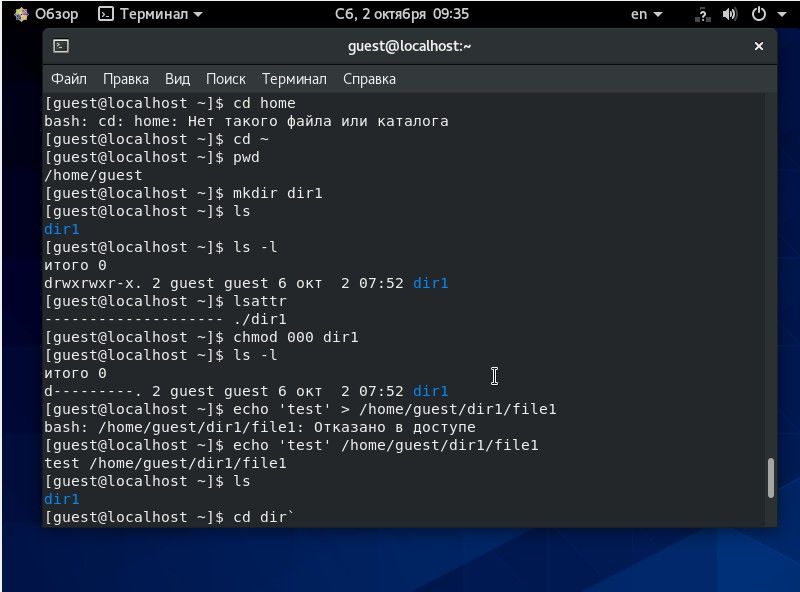 Обзор Терминал Сб, 2 октября 09:35 en
guest@localhost:~
Файл Правка Вид Поиск Терминал Справка
[guest@localhost ~]$ cd home
bash: cd: home: Нет такого файла или каталога
[guest@localhost ~]$ cd ~
[guest@localhost ~]$ pwd
/home/guest
[guest@localhost ~]$ mkdir dir1
[guest@localhost ~]$ ls
dir1
[guest@localhost ~]$ ls -l
итого 0
drwxrwxr-x. 2 guest guest 6 окт  2 07:52 dir1
[guest@localhost ~]$ lsattr
-------------------- ./dir1
[guest@localhost ~]$ chmod 000 dir1
[guest@localhost ~]$ ls -l
итого 0
d---------. 2 guest guest 6 окт  2 07:52 dir1
[guest@localhost ~]$ echo 'test' > /home/guest/dir1/file1
bash: /home/guest/dir1/file1: Отказано в доступе
[guest@localhost ~]$ echo 'test' /home/guest/dir1/file1
test /home/guest/dir1/file1
[guest@localhost ~]$ ls
dir1
[guest@localhost ~]$ cd dir`